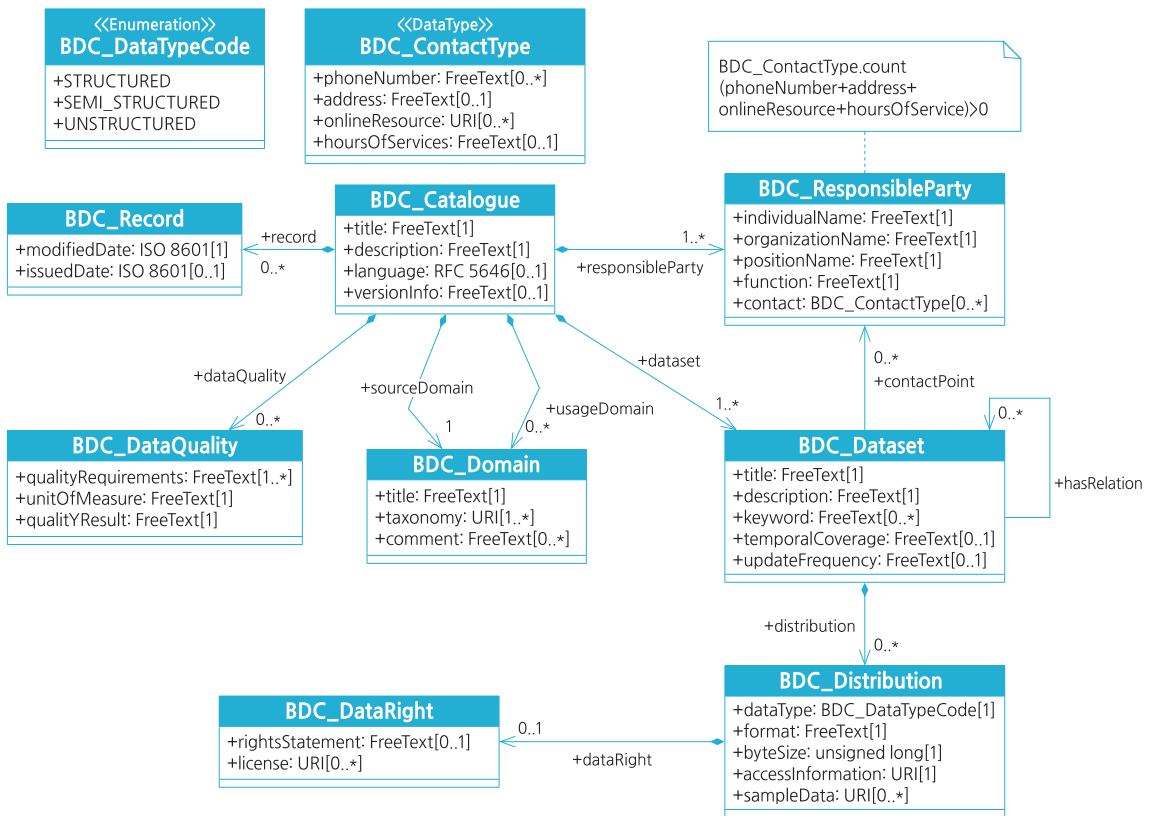 <<Enumeration>>
BDC_DataTypeCode
+STRUCTURED
+SEMI_STRUCTURED
+UNSTRUCTURED
<<DataType>>
BDC_ContactType
+phoneNumber: FreeText[0..*]
+address: FreeText[0..1]
+onlineResource: URI[0..*]
+hoursOfServices: FreeText[0..1]
BDC_ContactType.count
(phoneNumber+address+
onlineResource+hoursOfService)>0
BDC_Record
+modifiedDate: ISO 8601[1]
+issuedDate: ISO 8601[0..1]
+record
0..*
BDC_Catalogue
+title: FreeText[1]
+description: FreeText[1]
+language: RFC 5646[0..1]
+versionInfo: FreeText[0..1]
1..*
+responsibleParty
BDC_ResponsibleParty
+individualName: FreeText[1]
+organizationName: FreeText[1]
+positionName: FreeText[1]
+function: FreeText[1]
+contact: BDC_ContactType[0..*]
+dataQuality
0..*
+sourceDomain
1
+usageDomain
0..*
+dataset
1..*
0..*
+contactPoint
0..*
+hasRelation
BDC_DataQuality
+qualityRequirements: FreeText[1..*]
+unitOfMeasure: FreeText[1]
+qualitYResult: FreeText[1]
BDC_Domain
+title: FreeText[1]
+taxonomy: URI[1..*]
+comment: FreeText[0..*]
BDC_Dataset
+title: FreeText[1]
+description: FreeText[1]
+keyword: FreeText[0..*]
+temporalCoverage: FreeText[0..1]
+updateFrequency: FreeText[0..1]
+distribution
0..*
BDC_DataRight
+rightsStatement: FreeText[0..1]
+license: URI[0..*]
0..1
+dataRight
BDC_Distribution
+dataType: BDC_DataTypeCode[1]
+format: FreeText[1]
+byteSize: unsigned long[1]
+accessInformation: URI[1]
+sampleData: URI[0..*]